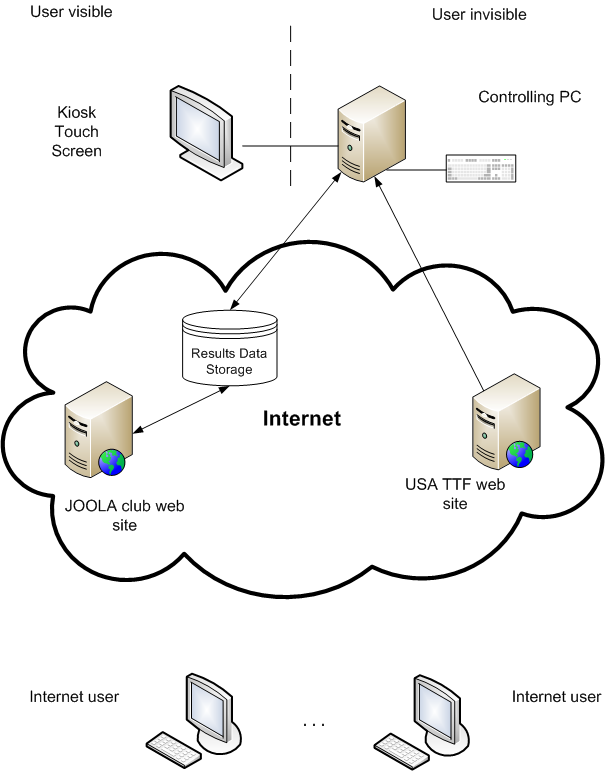 User visible
User invisible
Kiosk
Touch
Screen
Controlling PC
Results Data
Storage
Internet
JOOLA club web
site
USA TTF web
site
Internet user
...
Internet user